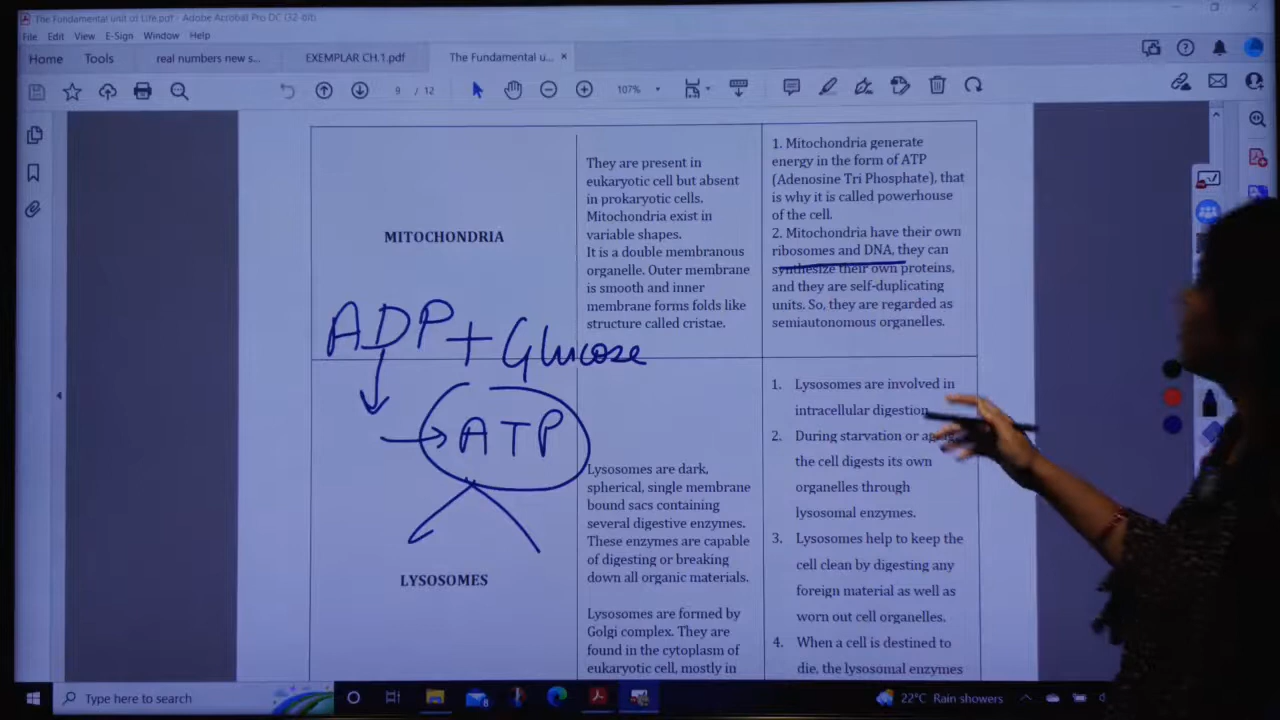 The Fundamental unit of Life.pdf - Adobe Acrobat Pro DC (32-bit)
File Edit View E-Sign Window Help
Home Tools real numbers new s... EXEMPLAR CH 1.pdf The Fundamental u... ×
9 / 12 107%
MITOCHONDRIA
They are present in
eukaryotic cell but absent
in prokaryotic cells.
Mitochondria exist in
variable shapes.
It is a double membranous
organelle. Outer membrane
is smooth and inner
membrane forms folds like
structure called cristae.
1. Mitochondria generate
energy in the form of ATP
(Adenosine Tri Phosphate), that
is why it is called powerhouse
of the cell.
2. Mitochondria have their own
ribosomes and DNA, they can
synthesize their own proteins,
and they are self-duplicating
units. So, they are regarded as
semiautonomous organelles.
ADP + Glucose
ATP
LYSOSOMES
Lysosomes are dark,
spherical, single membrane
bound sacs containing
several digestive enzymes.
These enzymes are capable
of digesting or breaking
down all organic materials.
Lysosomes are formed by
Golgi complex. They are
found in the cytoplasm of
eukaryotic cell, mostly in
1. Lysosomes are involved in
intracellular digestion
2. During starvation or
the cell digests its own
organelles through
lysosomal enzymes.
3. Lysosomes help to keep the
cell clean by digesting any
foreign material as well as
worn out cell organelles.
4. When a cell is destined to
die, the lysosomal enzymes
Type here to search
22°C Rain showers